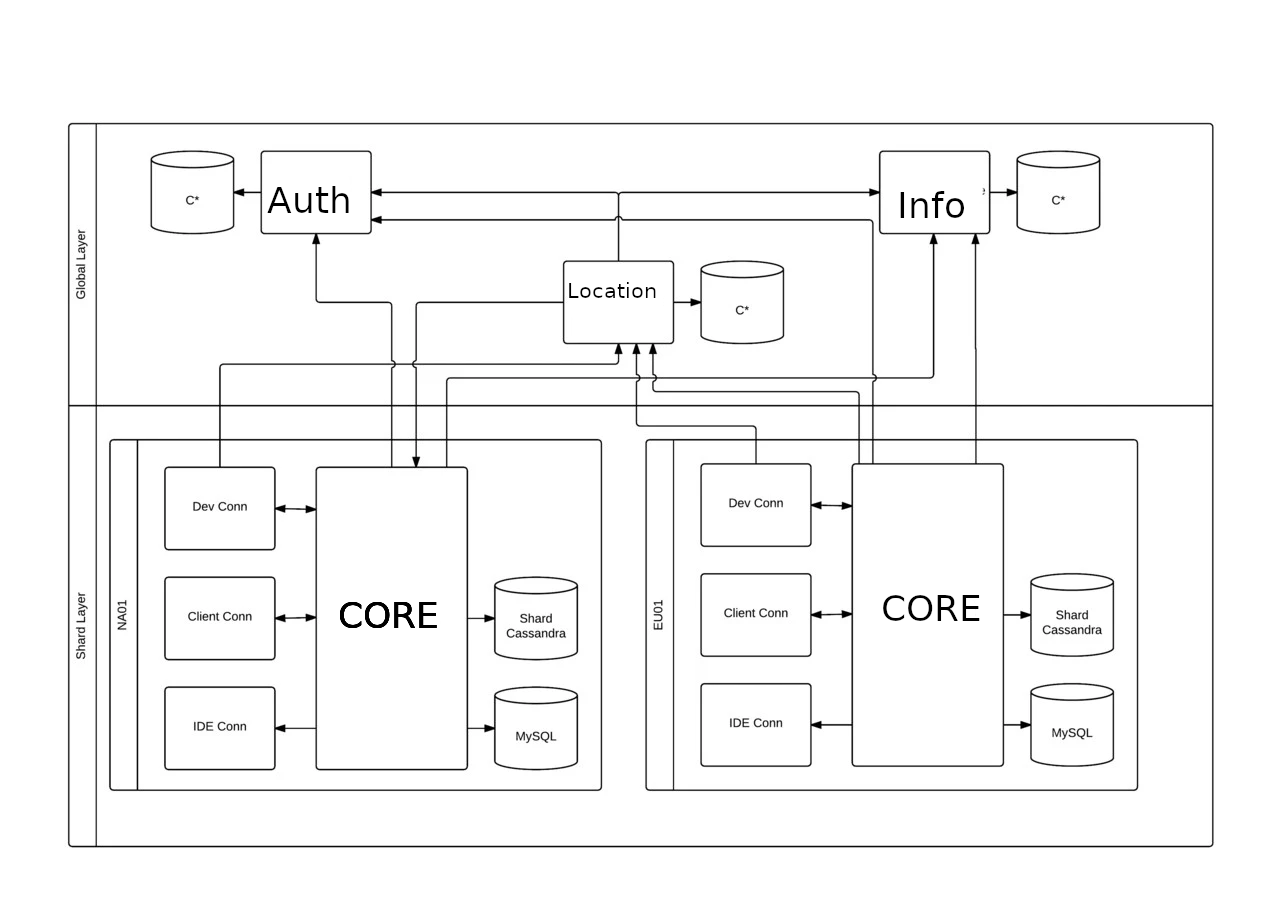 Global Layer
C*
Auth
Info
C*
Location
C*
Shard Layer
NA01
Dev Conn
Client Conn
IDE Conn
CORE
Shard
Cassandra
MySQL
EU01
Dev Conn
Client Conn
IDE Conn
CORE
Shard
Cassandra
MySQL